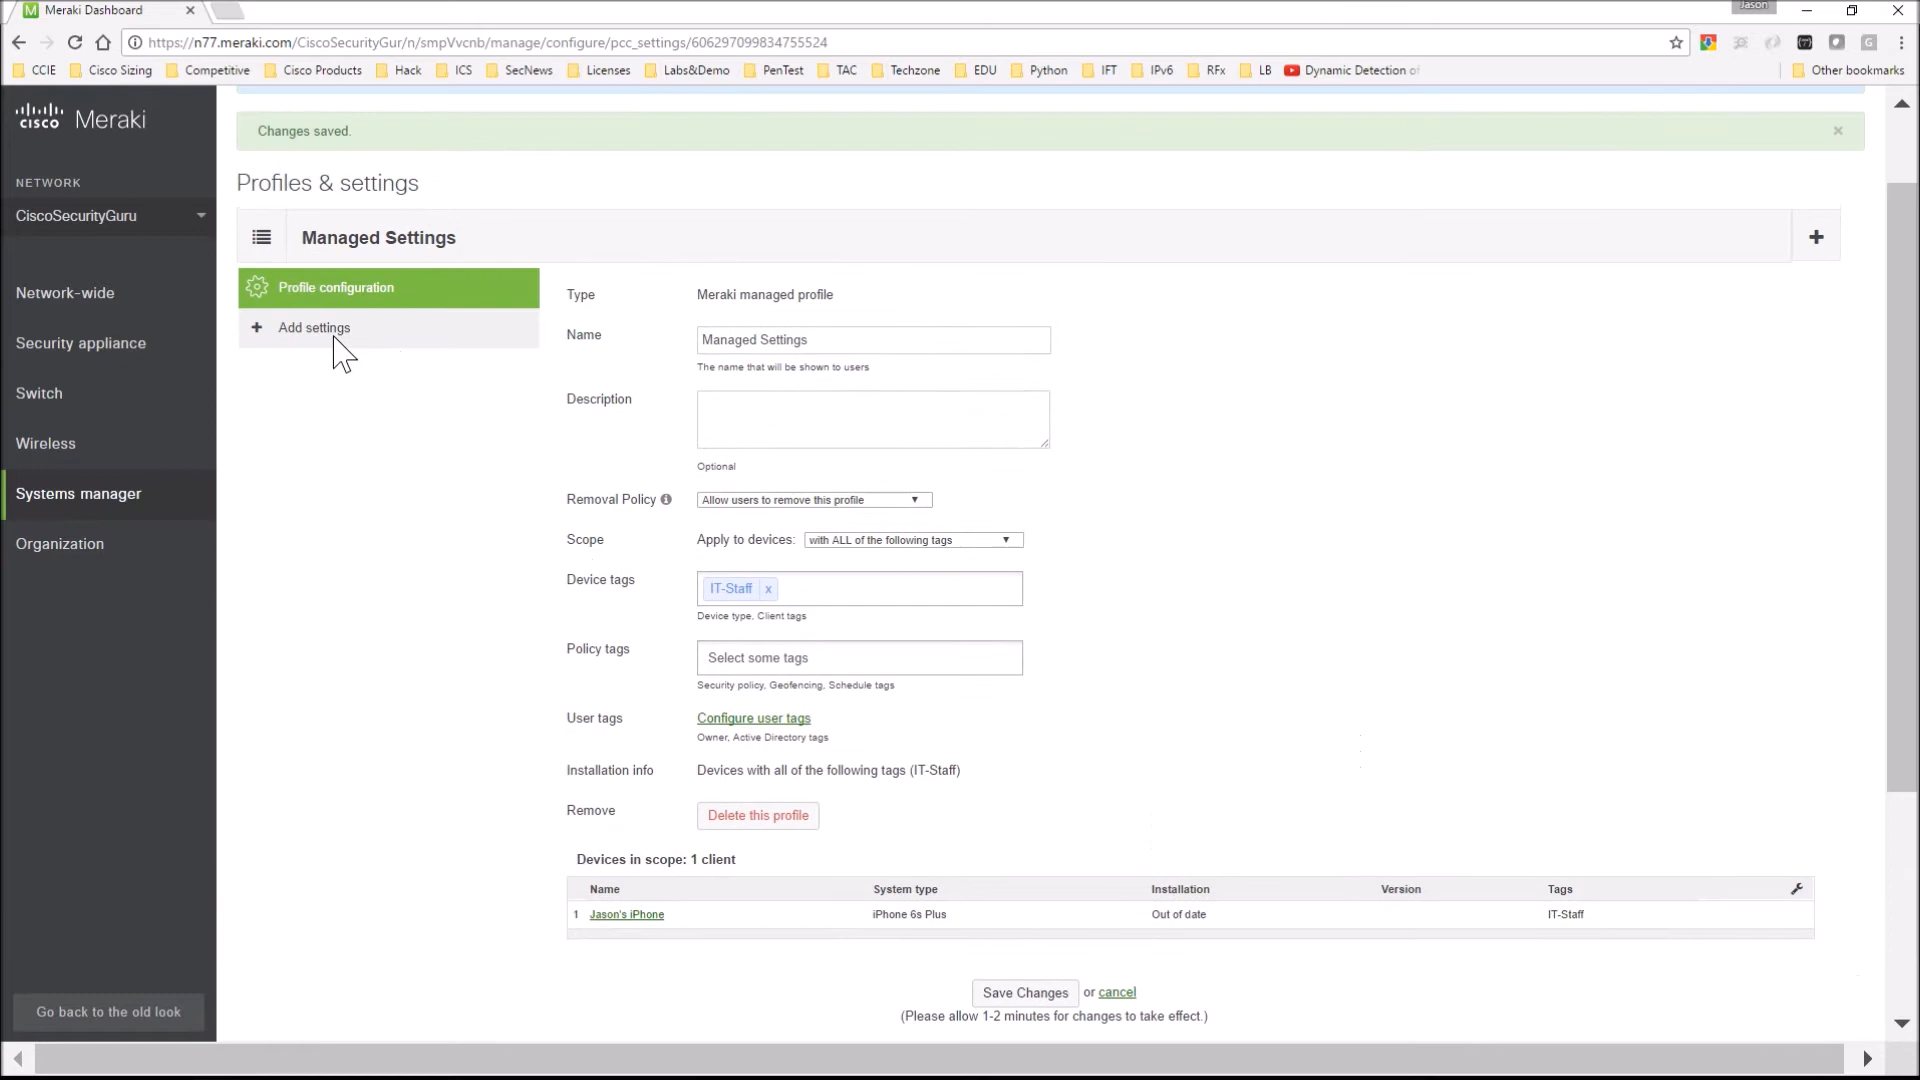 Meraki Dashboard
Jason
https://n77.meraki.com/CiscoSecurityGur/n/smpVvcnb/manage/configure/pcc_settings/606297099834755524
CCIE Cisco Sizing Competitive Cisco Products Hack ICS SecNews Licenses Labs&Demo PenTest TAC Techzone EDU Python IFT IPv6 RFx LB Dynamic Detection of Other bookmarks
CISCO Meraki
NETWORK
CiscoSecurityGuru
Network-wide
Security appliance
Switch
Wireless
Systems manager
Organization
Go back to the old look
Changes saved. ×
Profiles & settings
Managed Settings +
Profile configuration
+ Add settings
Type Meraki managed profile
Name Managed Settings
The name that will be shown to users
Description
Optional
Removal Policy Allow users to remove this profile
Scope Apply to devices: with ALL of the following tags
Device tags IT-Staff x
Device type, Client tags
Policy tags Select some tags
Security policy, Geofencing, Schedule tags
User tags Configure user tags
Owner, Active Directory tags
Installation info Devices with all of the following tags (IT-Staff)
Remove Delete this profile
Devices in scope: 1 client
Name System type Installation Version Tags
1 Jason's iPhone iPhone 6s Plus Out of date IT-Staff
Save Changes or cancel
(Please allow 1-2 minutes for changes to take effect.)